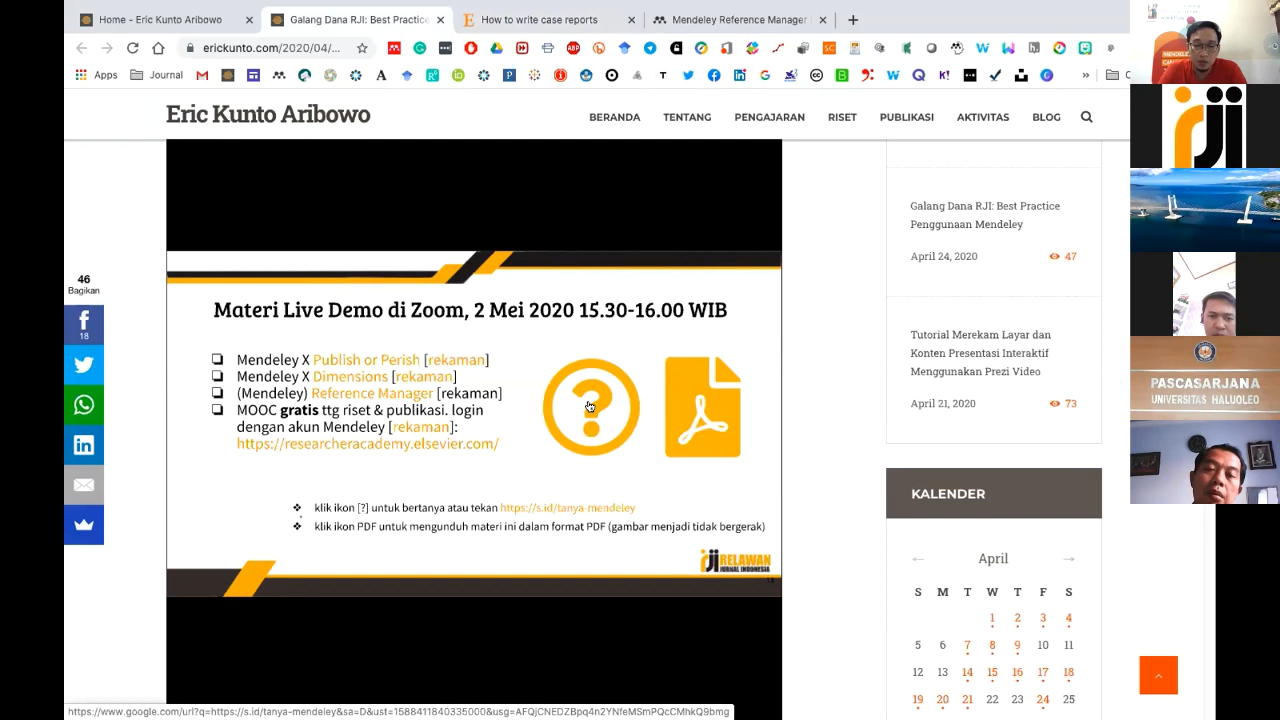 Home - Eric Kunto Aribowo
Galang Dana RJI: Best Practice
How to write case reports
Mendeley Reference Manager
erickunto.com/2020/04/...
Apps
Journal
Eric Kunto Aribowo
BERANDA
TENTANG
PENGAJARAN
RISET
PUBLIKASI
AKTIVITAS
BLOG
46
Bagikan
18
Materi Live Demo di Zoom, 2 Mei 2020 15.30-16.00 WIB
Mendeley X Publish or Perish [rekaman]
Mendeley X Dimensions [rekaman]
(Mendeley) Reference Manager [rekaman]
MOOC gratis ttg riset & publikasi. login
dengan akun Mendeley [rekaman]:
https://researcheracademy.elsevier.com/
klik ikon [?] untuk bertanya atau tekan https://s.id/tanya-mendeley
klik ikon PDF untuk mengunduh materi ini dalam format PDF (gambar menjadi tidak bergerak)
RELAWAN
JURNAL INDONESIA
Galang Dana RJI: Best Practice
Penggunaan Mendeley
April 24, 2020
47
Tutorial Merekam Layar dan
Konten Presentasi Interaktif
Menggunakan Prezi Video
April 21, 2020
73
KALENDER
← April →
S M T W T F S
1 2 3 4
5 6 7 8 9 10 11
12 13 14 15 16 17 18
19 20 21 22 23 24 25
https://www.google.com/url?q=https://s.id/tanya-mendeley&sa=D&ust=1588411840335000&usg=AFQjCNEDZBpq4n2YNfeMSmPQcCMhkQ9bmg
rji
PASCASARJANA
UNIVERSITAS HALUOLEO